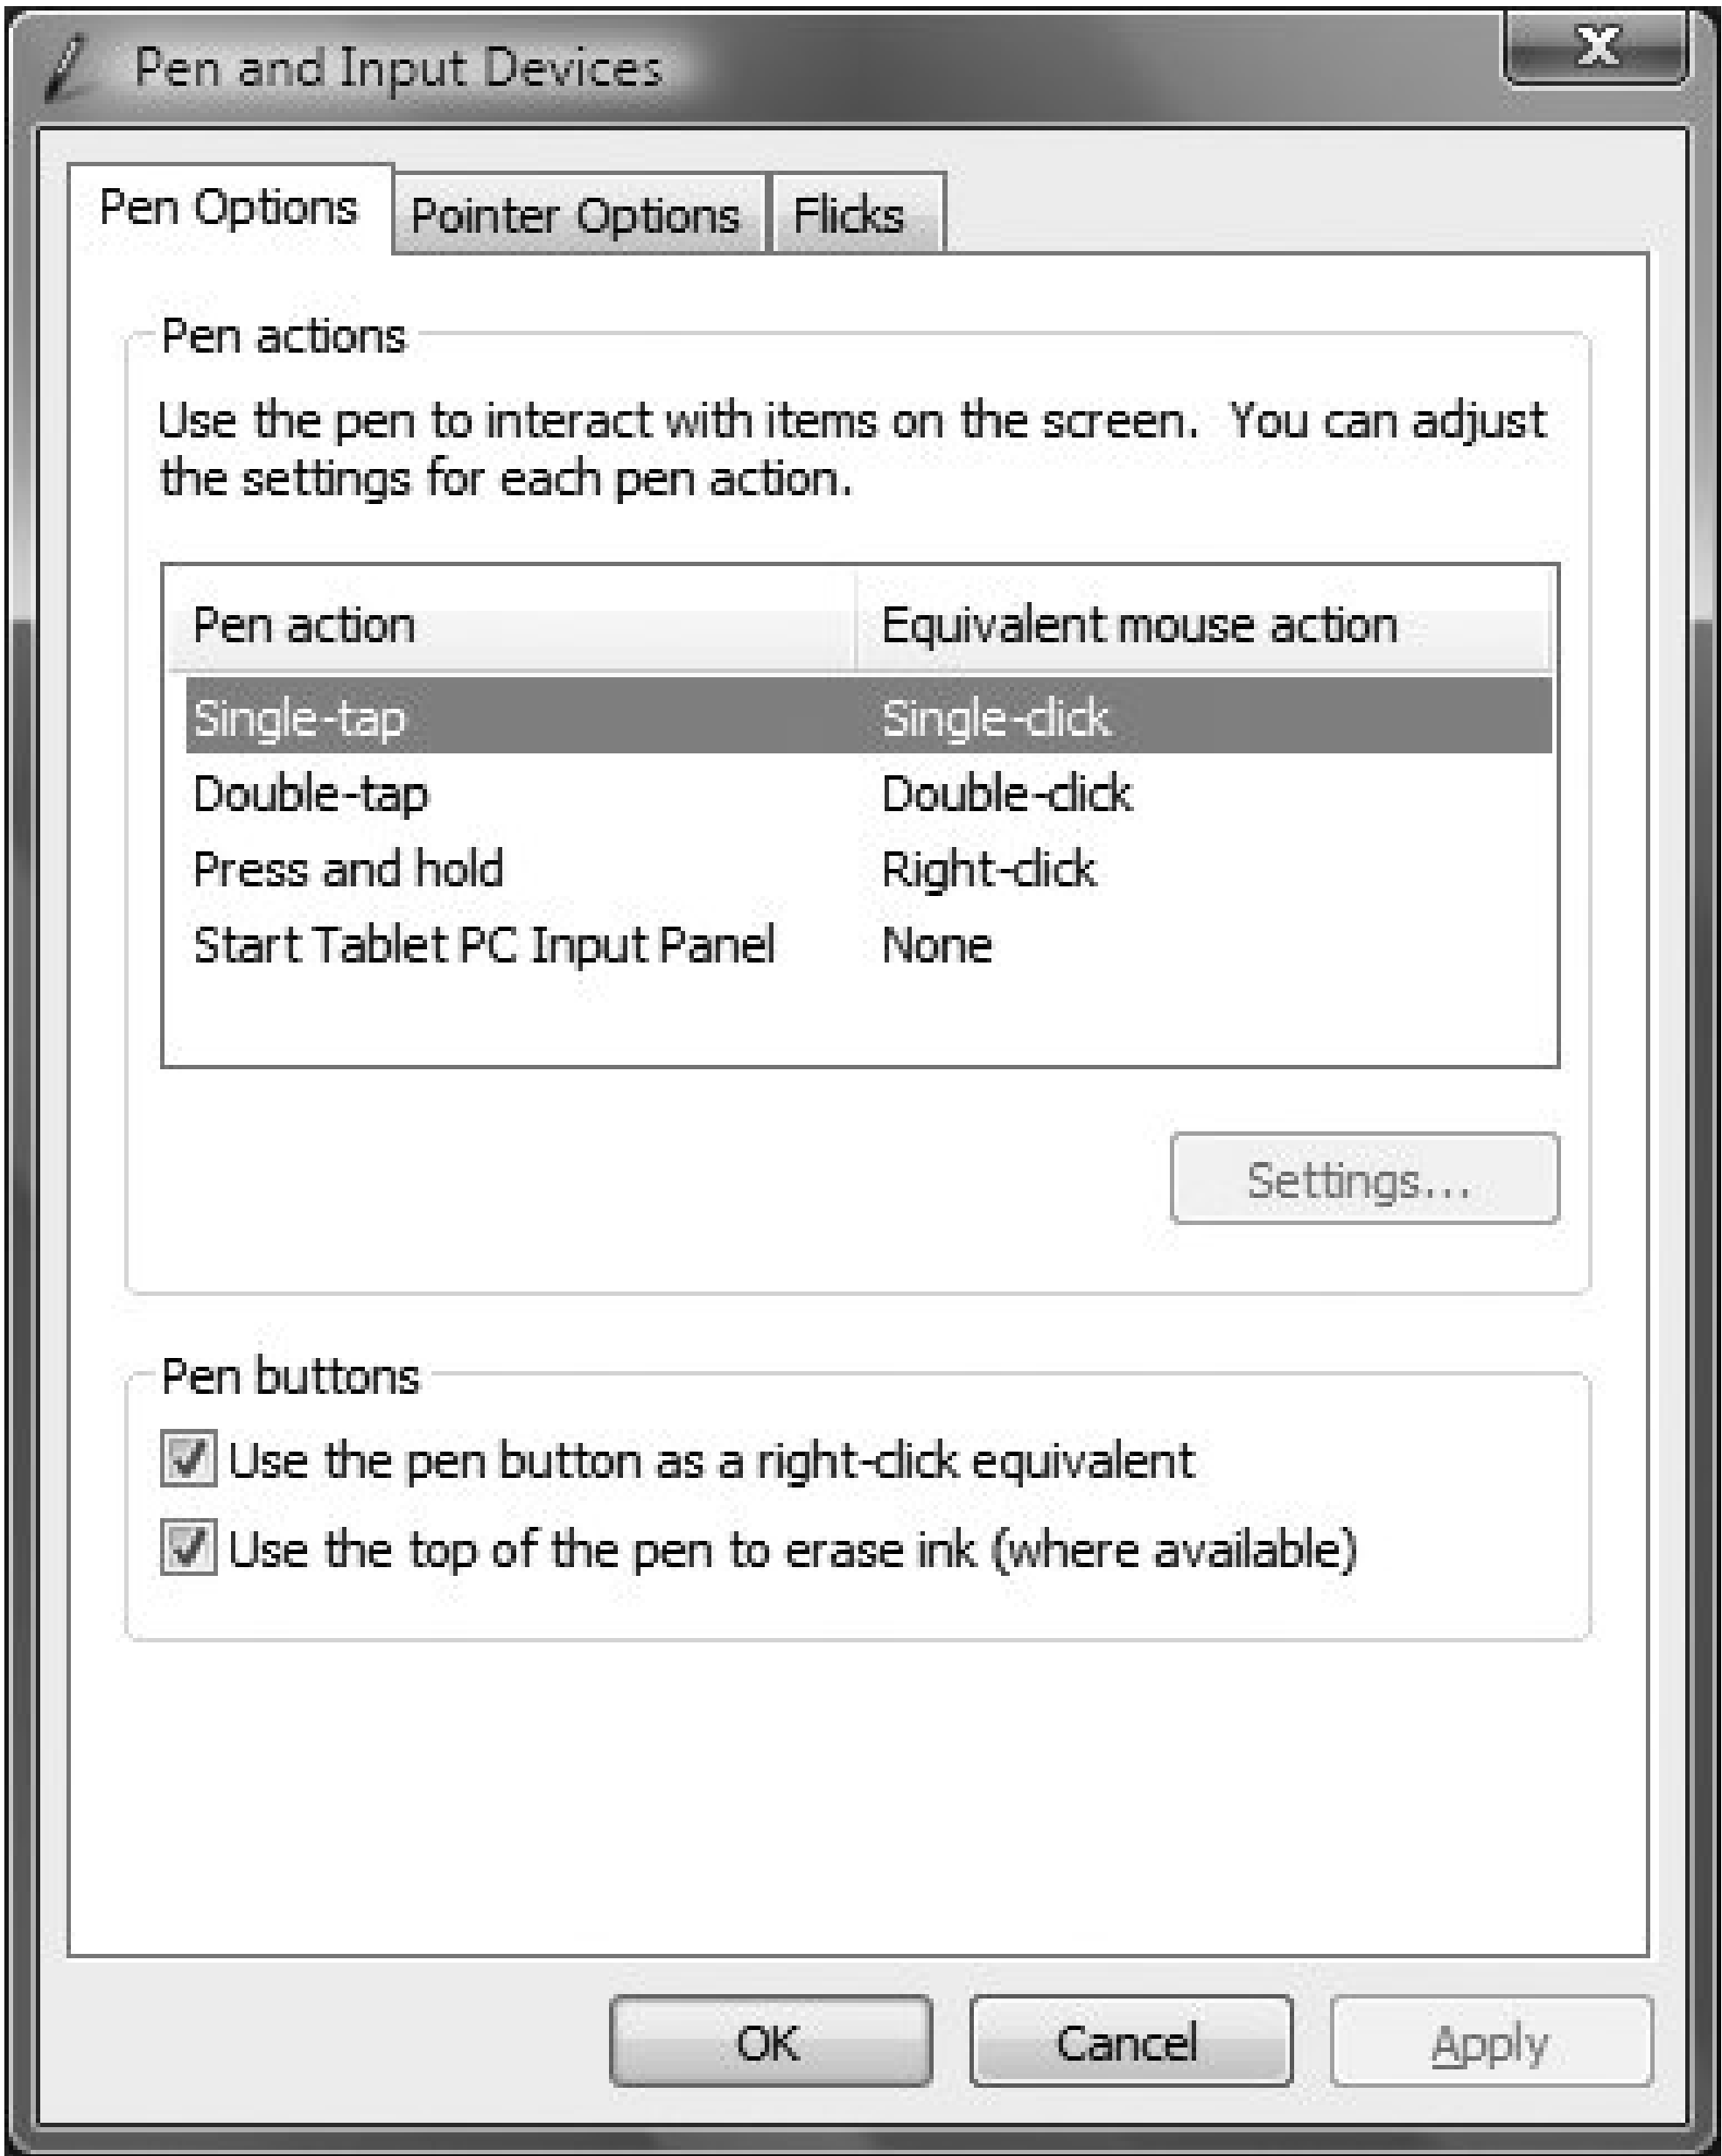 Pen and Input Devices
Pen Options Pointer Options Flicks
Pen actions
Use the pen to interact with items on the screen. You can adjust
the settings for each pen action.
Pen action Equivalent mouse action
Single-tap Single-click
Double-tap Double-click
Press and hold Right-click
Start Tablet PC Input Panel None
Settings...
Pen buttons
Use the pen button as a right-click equivalent
Use the top of the pen to erase ink (where available)
OK Cancel Apply